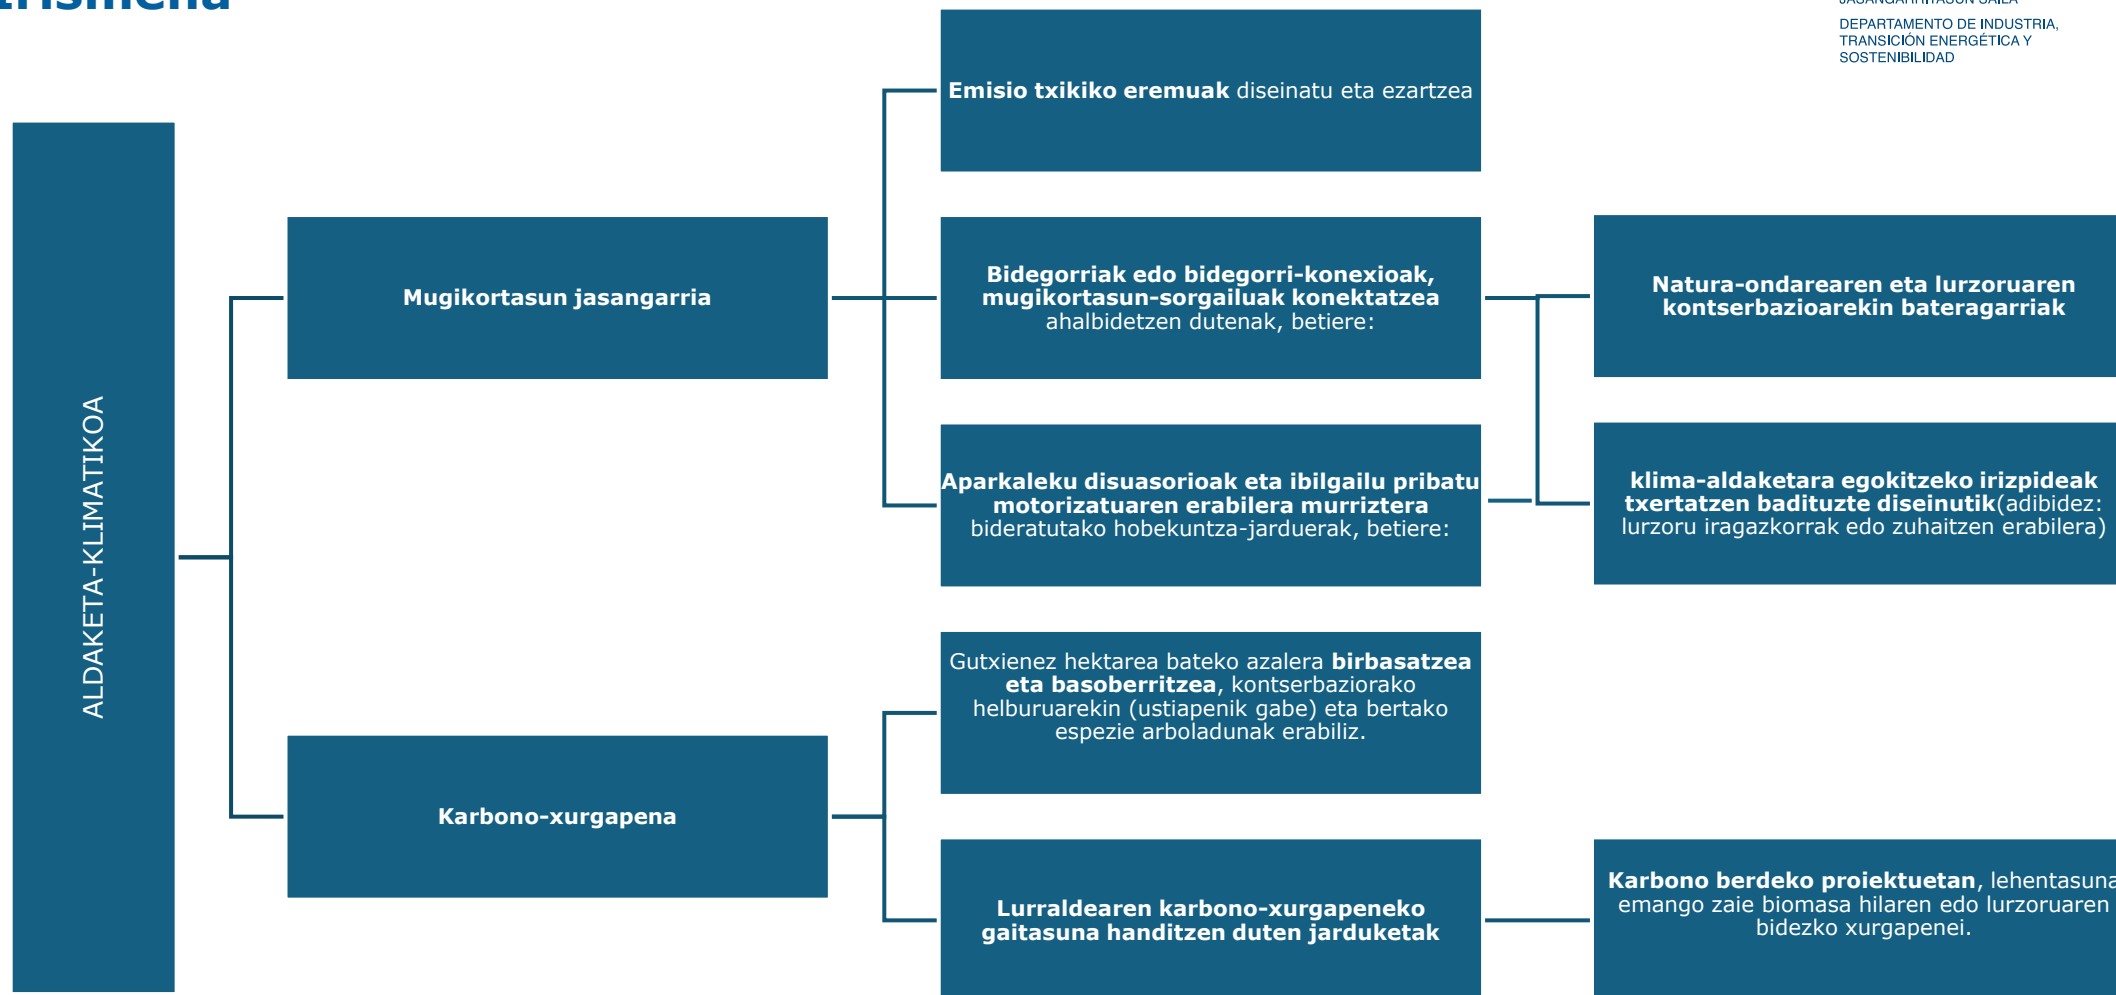 Irismena
JASANGARRITASUN SAILA
DEPARTAMENTO DE INDUSTRIA,
TRANSICIÓN ENERGÉTICA Y
SOSTENIBILIDAD
ALDAKETA-KLIMATIKOA
Mugikortasun jasangarria
Emisio txikiko eremuak diseinatu eta ezartzea
Bidegorriak edo bidegorri-konexioak,
mugikortasun-sorgailuak konektatzea
ahalbidetzen dutenak, betiere:
Natura-ondarearen eta lurzoruaren
kontserbazioarekin bateragarriak
Aparkaleku disuasorioak eta ibilgailu pribatu
motorizatuaren erabilera murriztera
bideratutako hobekuntza-jarduerak, betiere:
klima-aldaketara egokitzeko irizpideak
txertatzen badituzte diseinutik(adibidez:
lurzoru iragazkorrak edo zuhaitzen erabilera)
Karbono-xurgapena
Gutxienez hektarea bateko azalera birbasatzea
eta basoberritzea, kontserbaziorako
helburuarekin (ustiapenik gabe) eta bertako
espezie arboladunak erabiliz.
Lurraldearen karbono-xurgapeneko
gaitasuna handitzen duten jarduketak
Karbono berdeko proiektuetan, lehentasuna
emango zaie biomasa hilaren edo lurzoruaren
bidezko xurgapenei.